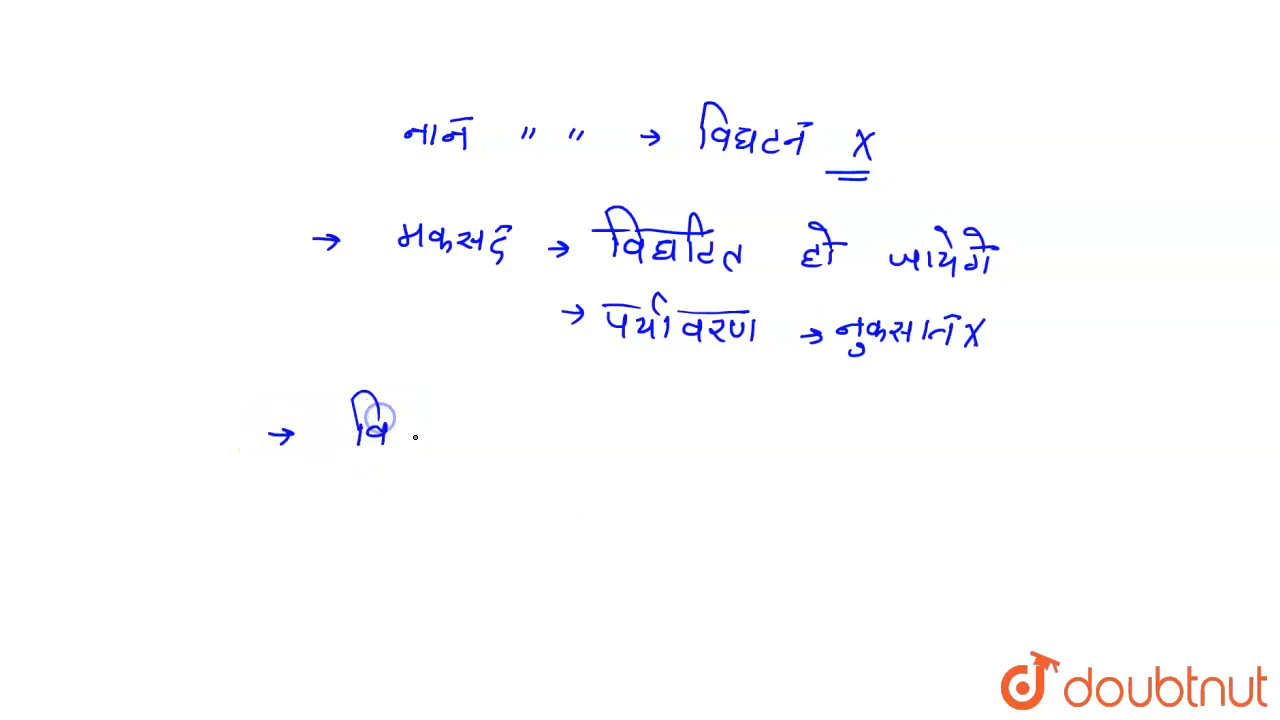 नान " " → विघटन X
→ मकसद → विघटित हो जायेगे
→ पर्यावरण → नुकसान X
→ वि
doubtnut